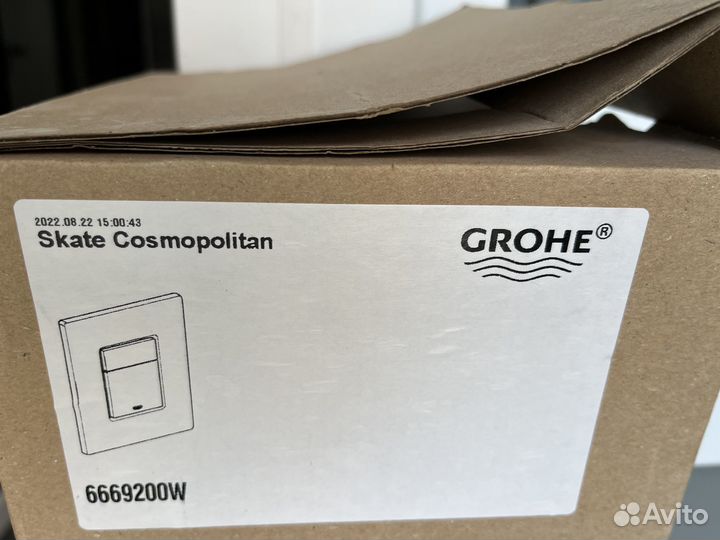 2022.08.22 15:00:43
Skate Cosmopolitan
GROHE®
6669200W
Avito